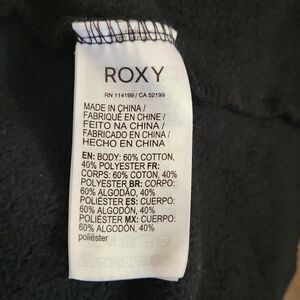 ROXY
RN 114199 / CA 52199
MADE IN CHINA /
FABRIQUÉ EN CHINE /
FEITO NA CHINA /
FABRICADO EN CHINA /
HECHO EN CHINA
EN: BODY: 60% COTTON,
40% POLYESTER FR:
CORPS: 60% COTON, 40%
POLYESTER BR: CORPO:
60% ALGODÃO, 40%
POLIÉSTER ES: CUERPO:
60% ALGODÓN, 40%
POLIÉSTER MX: CUERPO:
60% ALGODÓN, 40%
poliéster